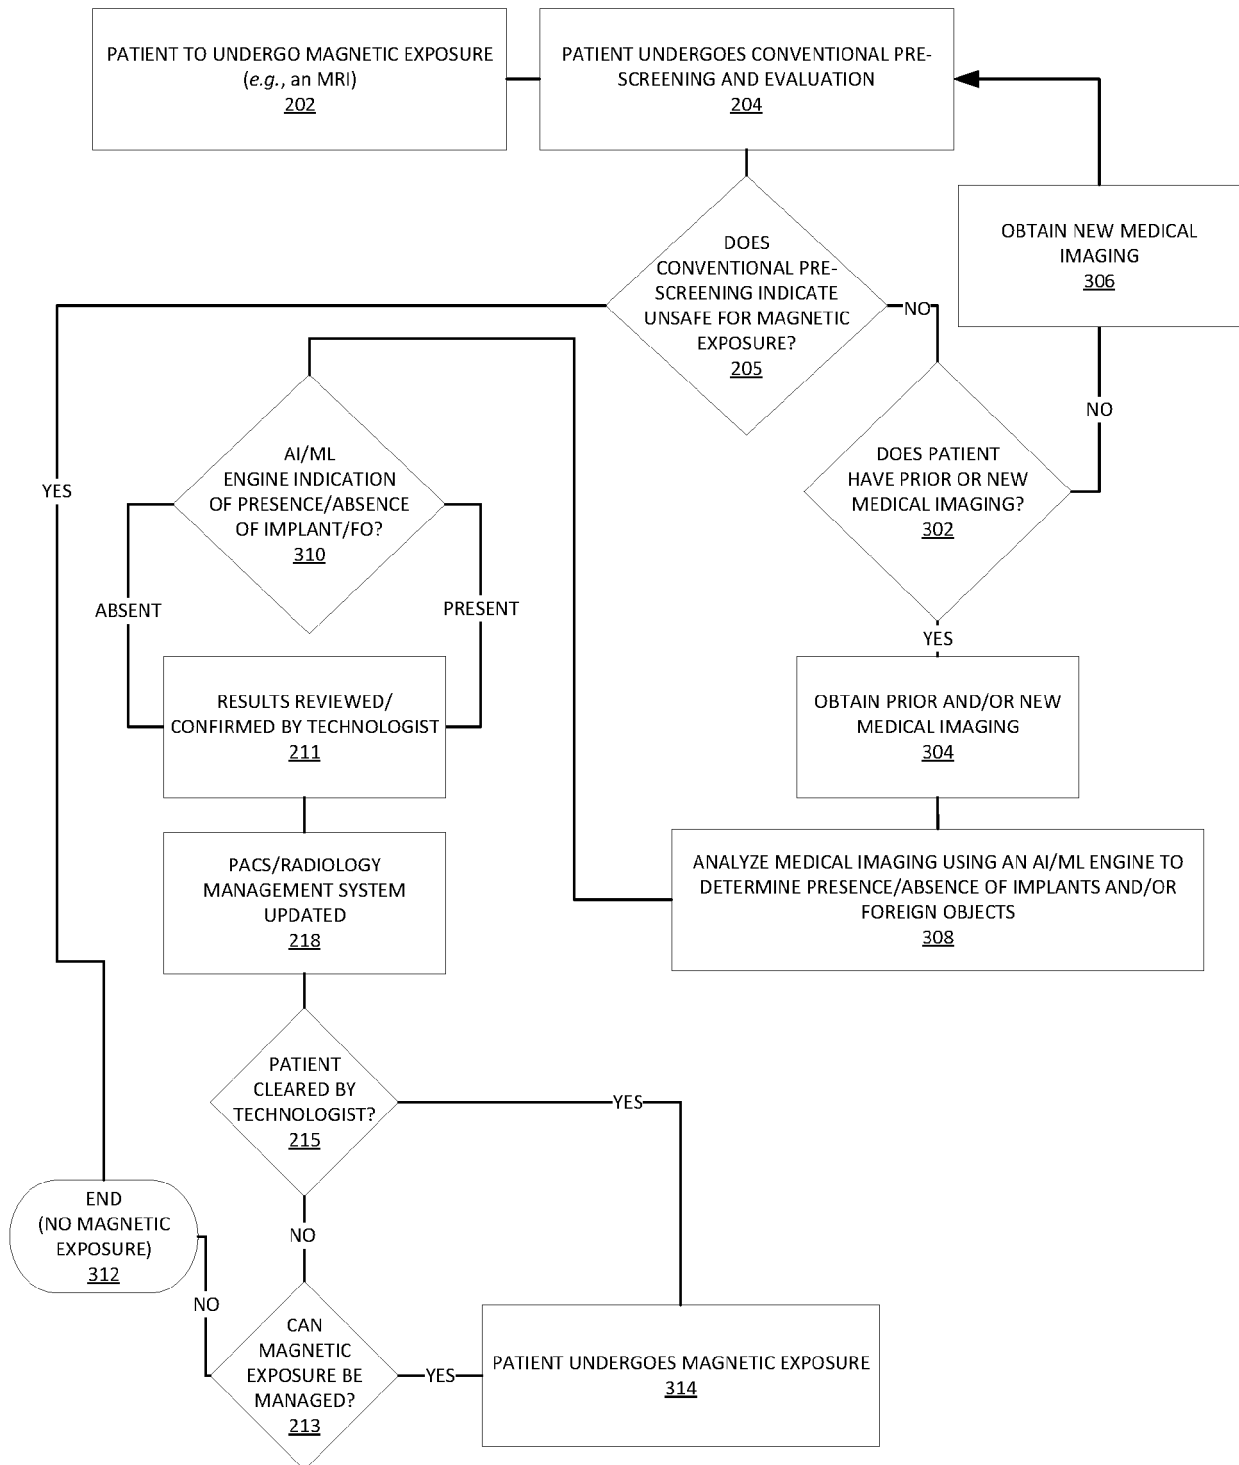 PATIENT TO UNDERGO MAGNETIC EXPOSURE
(e.g., an MRI)
202
PATIENT UNDERGOES CONVENTIONAL PRE-
SCREENING AND EVALUATION
204
OBTAIN NEW MEDICAL
IMAGING
306
DOES
CONVENTIONAL PRE-
SCREENING INDICATE
UNSAFE FOR MAGNETIC
EXPOSURE?
205
NO
YES
NO
DOES PATIENT
HAVE PRIOR OR NEW
MEDICAL IMAGING?
302
YES
AI/ML
ENGINE INDICATION
OF PRESENCE/ABSENCE
OF IMPLANT/FO?
310
ABSENT
PRESENT
RESULTS REVIEWED/
CONFIRMED BY TECHNOLOGIST
211
OBTAIN PRIOR AND/OR NEW
MEDICAL IMAGING
304
PACS/RADIOLOGY
MANAGEMENT SYSTEM
UPDATED
218
ANALYZE MEDICAL IMAGING USING AN AI/ML ENGINE TO
DETERMINE PRESENCE/ABSENCE OF IMPLANTS AND/OR
FOREIGN OBJECTS
308
PATIENT
CLEARED BY
TECHNOLOGIST?
215
YES
NO
END
(NO MAGNETIC
EXPOSURE)
312
NO
CAN
MAGNETIC
EXPOSURE BE
MANAGED?
213
YES
PATIENT UNDERGOES MAGNETIC EXPOSURE
314